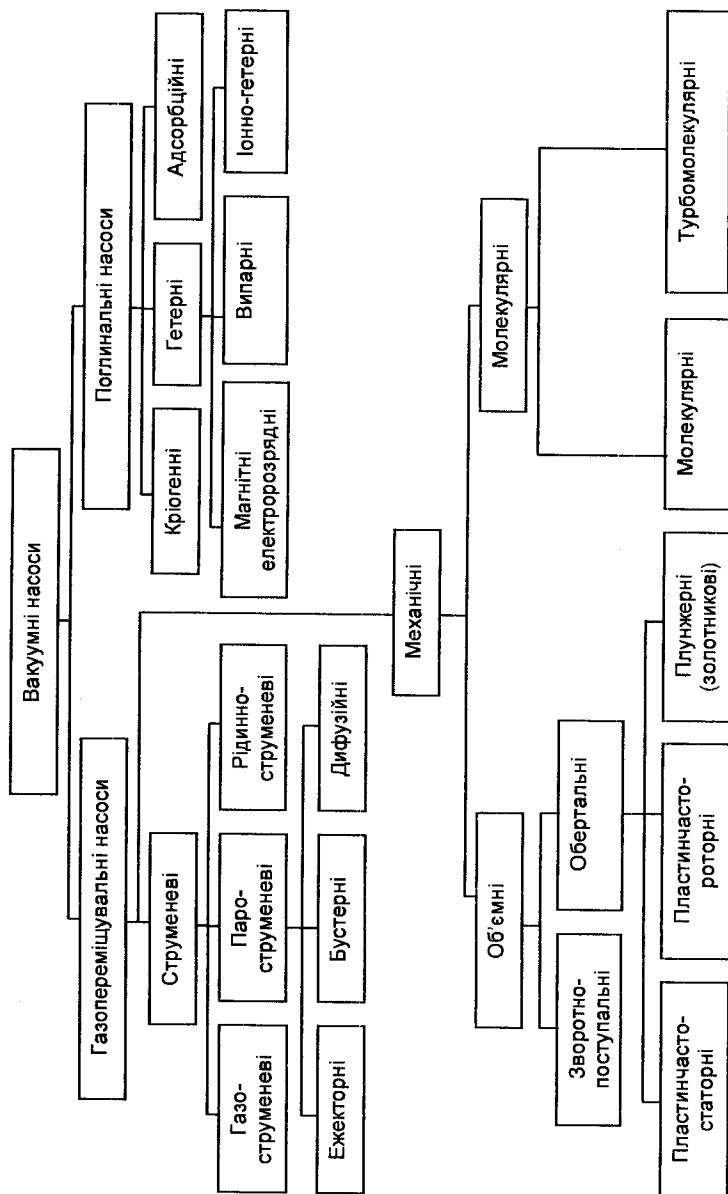 Вакуумні насоси
Газопереміщувальні насоси
Поглинальні насоси
Струменеві
Кріогенні
Гетерні
Адсорбційні
Газо-
струменеві
Паро-
струменеві
Рідинно-
струменеві
Магнітні
електророзрядні
Випарні
Іонно-гетерні
Ежекторні
Бустерні
Дифузійні
Механічні
Об'ємні
Молекулярні
Зворотно-
поступальні
Обертальні
Пластинчасто-
статорні
Пластинчасто-
роторні
Плунжерні
(золотникові)
Молекулярні
Турбомолекулярні